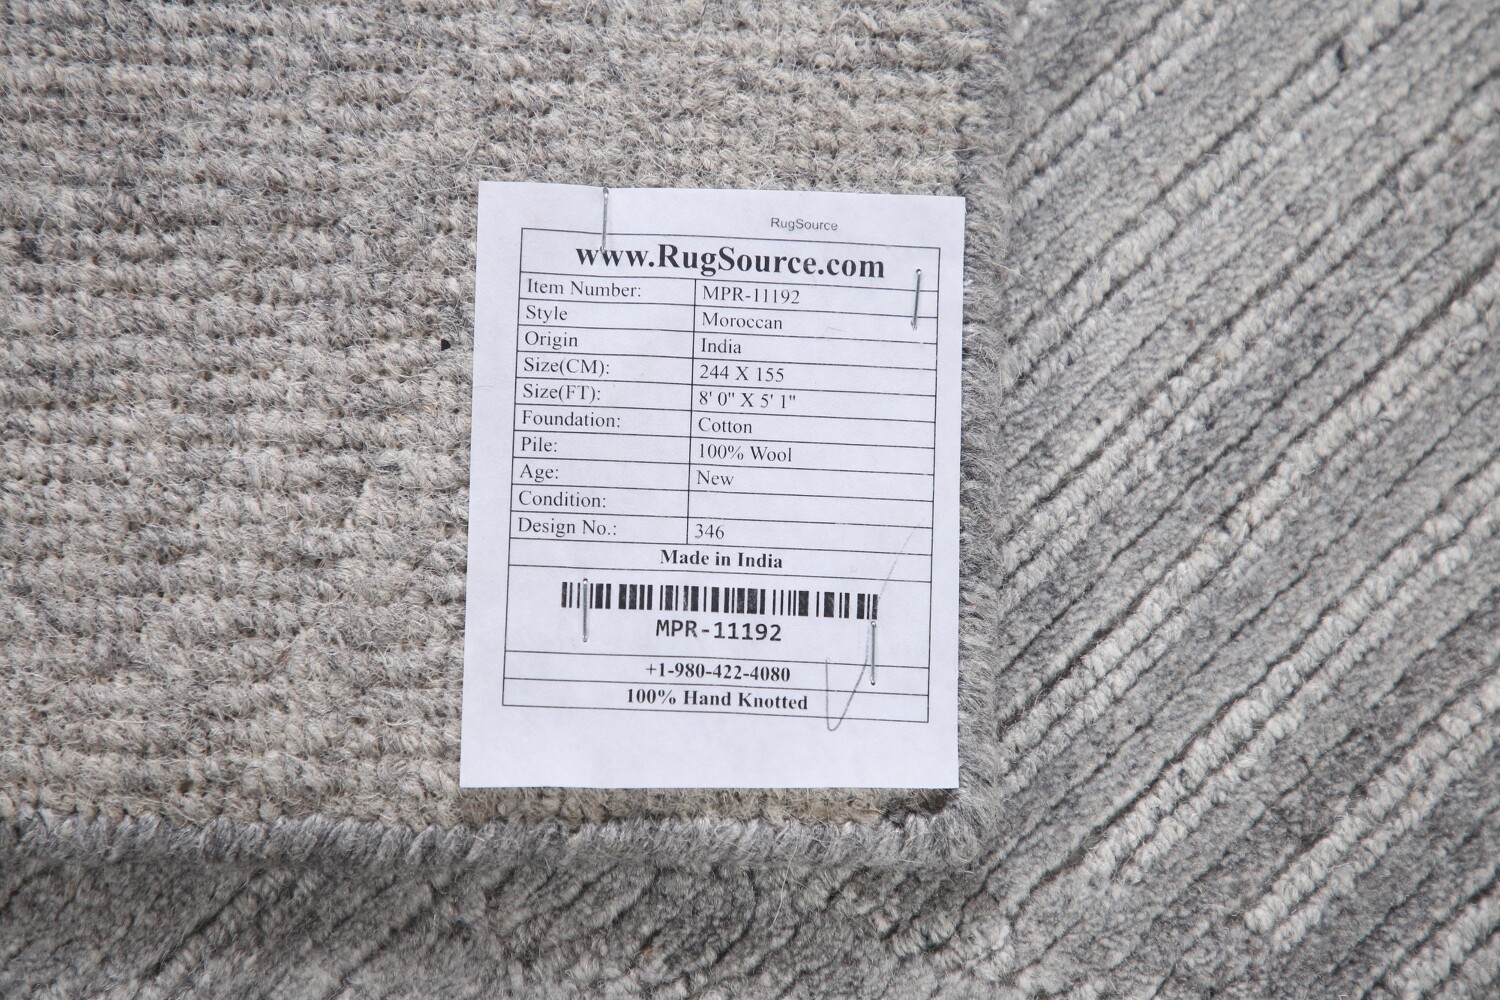 RugSource
www.RugSource.com
Item Number: MPR-11192
Style Moroccan
Origin India
Size(CM): 244 X 155
Size(FT): 8' 0" X 5' 1"
Foundation: Cotton
Pile: 100% Wool
Age: New
Condition:
Design No.: 346
Made in India
MPR-11192
+1-980-422-4080
100% Hand Knotted